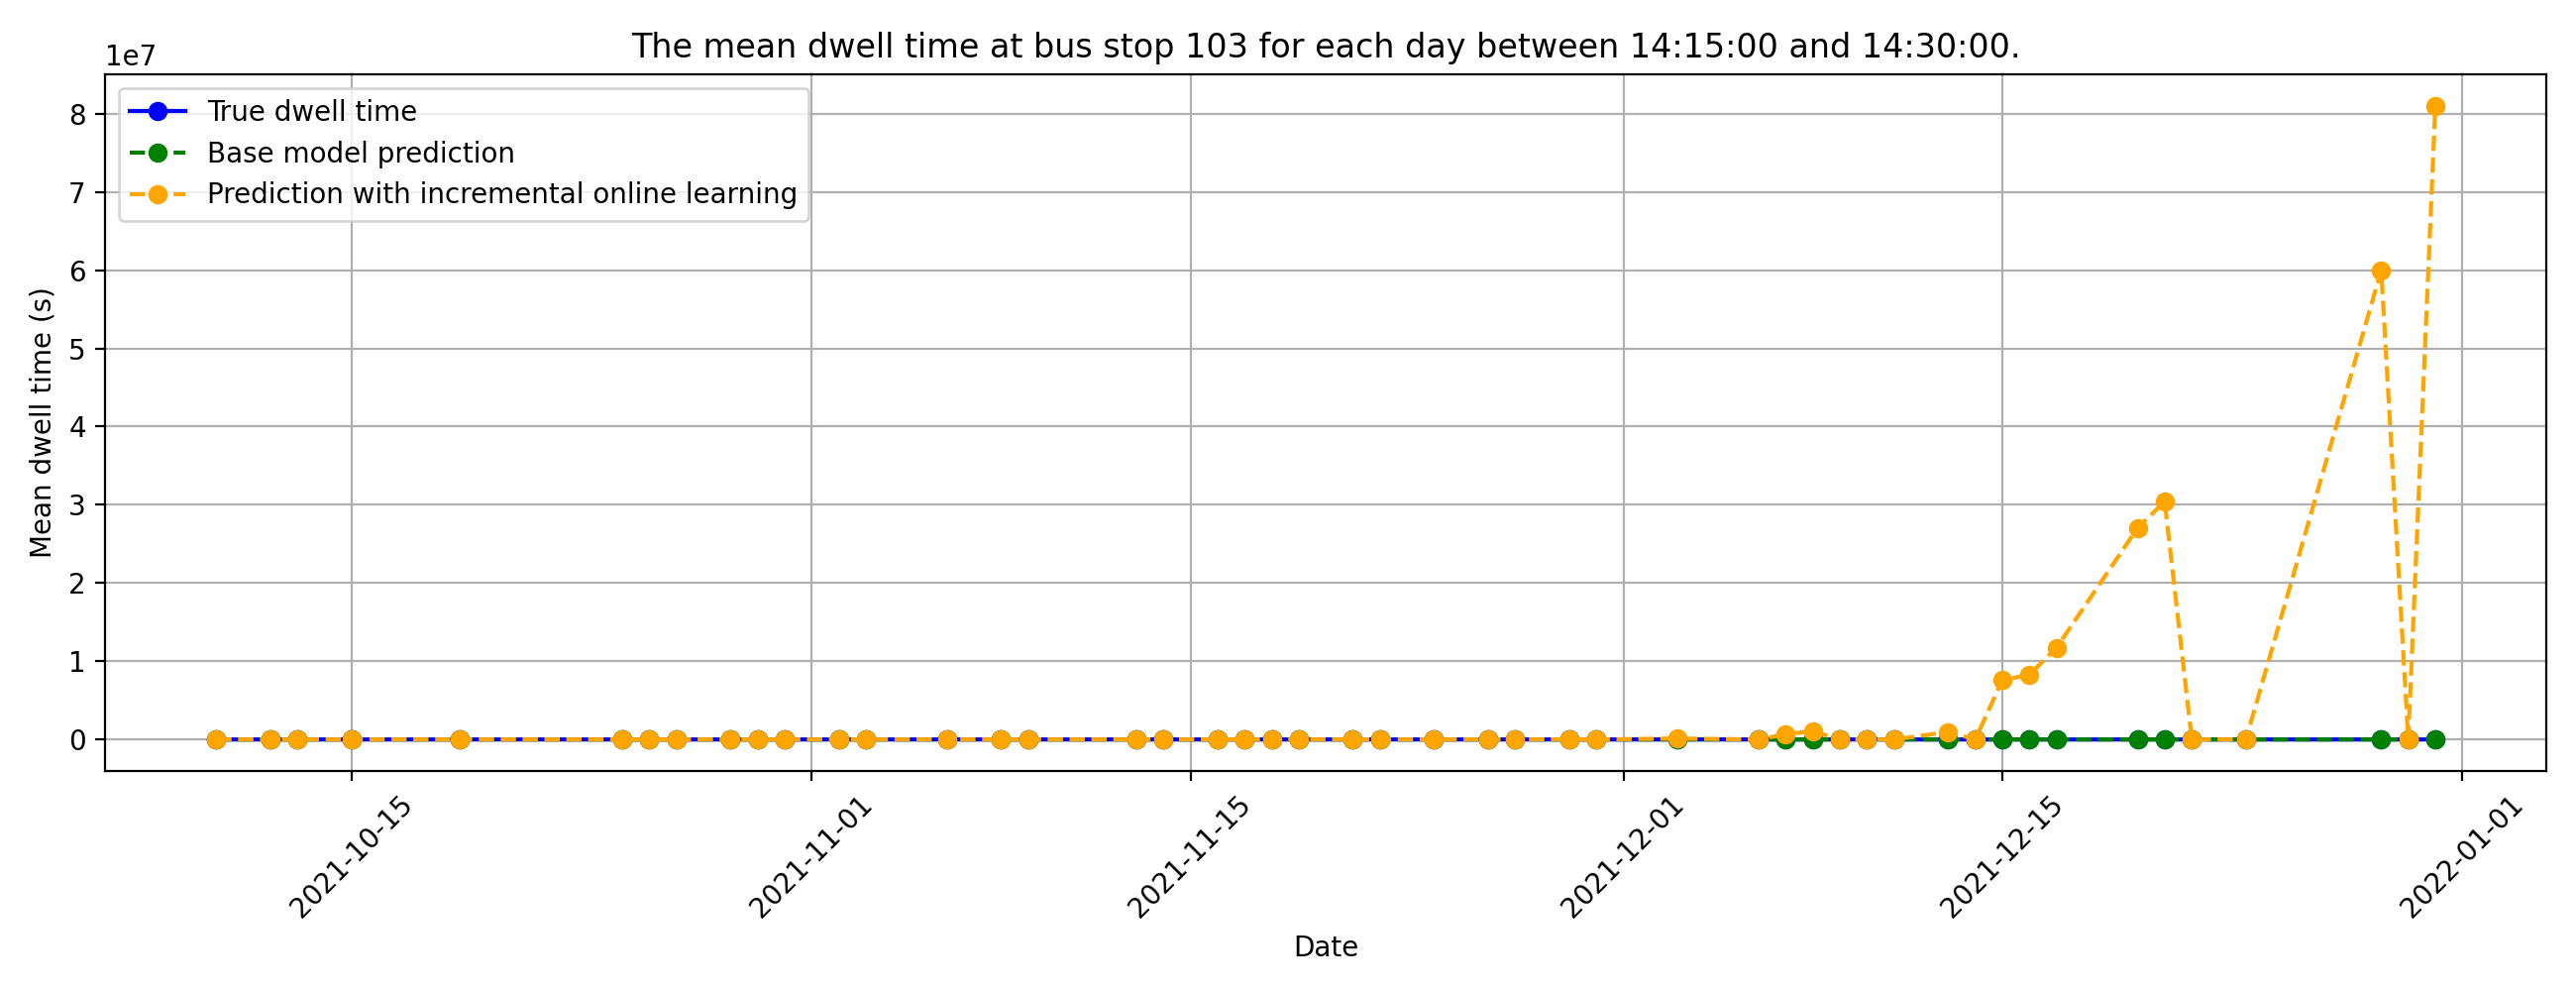 The mean dwell time at bus stop 103 for each day between 14:15:00 and 14:30:00.
1e7
True dwell time
Base model prediction
Prediction with incremental online learning
Mean dwell time (s)
8
7
6
5
4
3
2
1
0
2021-10-15
2021-11-01
2021-11-15
2021-12-01
2021-12-15
2022-01-01
Date